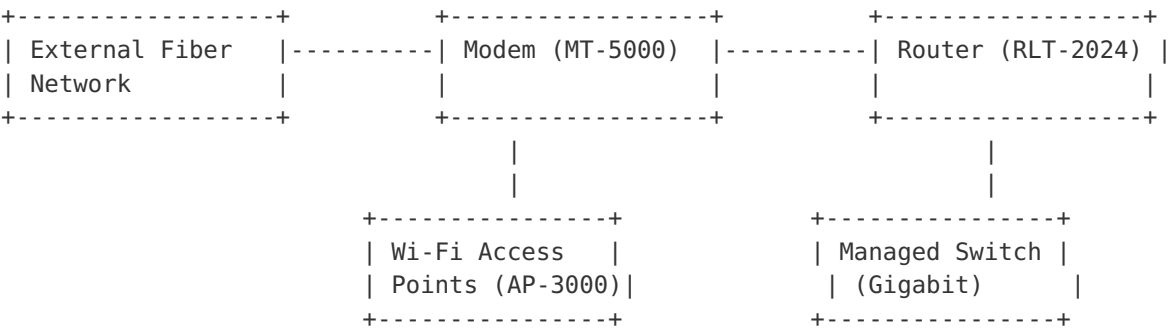 External Fiber Modem (MT-5000) Router (RLT-2024)
Network
Wi-Fi Access Managed Switch
Points (AP-3000) (Gigabit)